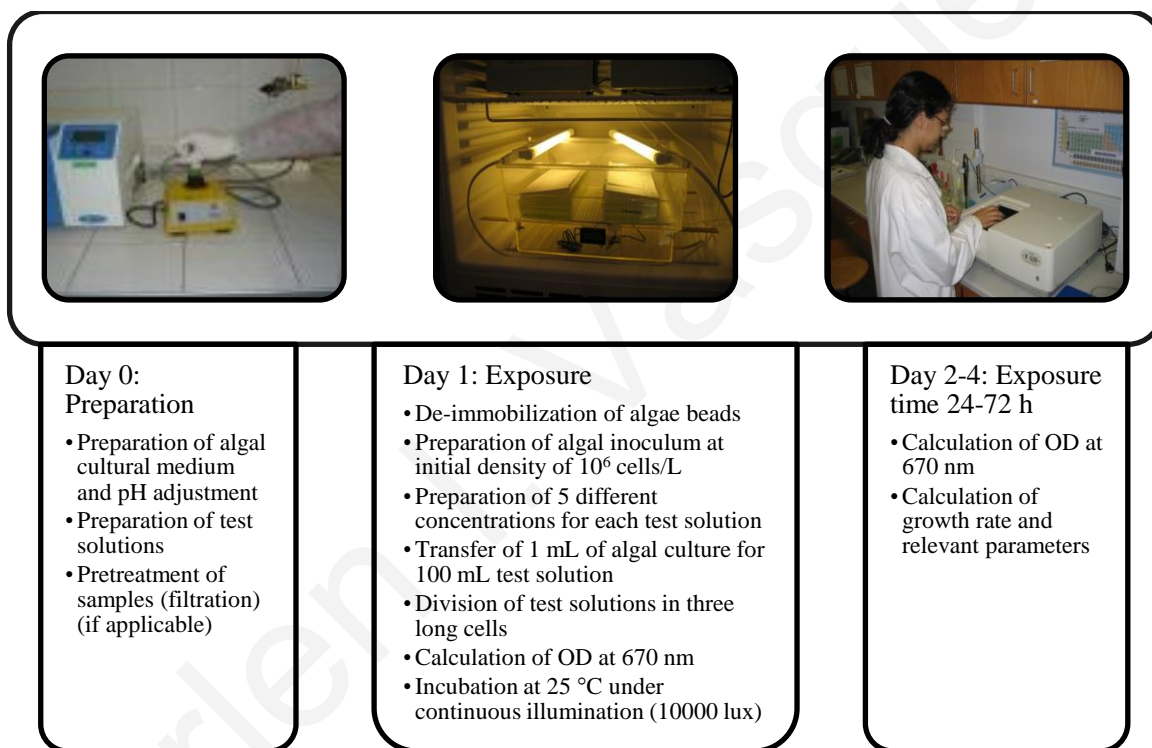 Day 0:
Preparation
• Preparation of algal
cultural medium
and pH adjustment
• Preparation of test
solutions
• Pretreatment of
samples (filtration)
(if applicable)
Day 1: Exposure
• De-immobilization of algae beads
• Preparation of algal inoculum at
initial density of 10⁶ cells/L
• Preparation of 5 different
concentrations for each test solution
• Transfer of 1 mL of algal culture for
100 mL test solution
• Division of test solutions in three
long cells
• Calculation of OD at 670 nm
• Incubation at 25 °C under
continuous illumination (10000 lux)
Day 2-4: Exposure
time 24-72 h
• Calculation of OD at
670 nm
• Calculation of
growth rate and
relevant parameters